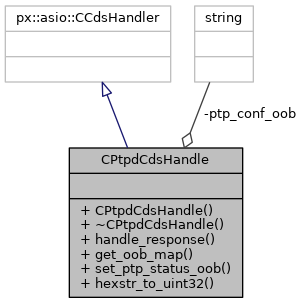 px::asio::CCdsHandler
string
-ptp_conf_oob
CPtpdCdsHandle
+ CPtpdCdsHandle()
+ ~CPtpdCdsHandle()
+ handle_response()
+ get_oob_map()
+ set_ptp_status_oob()
+ hexstr_to_uint32()